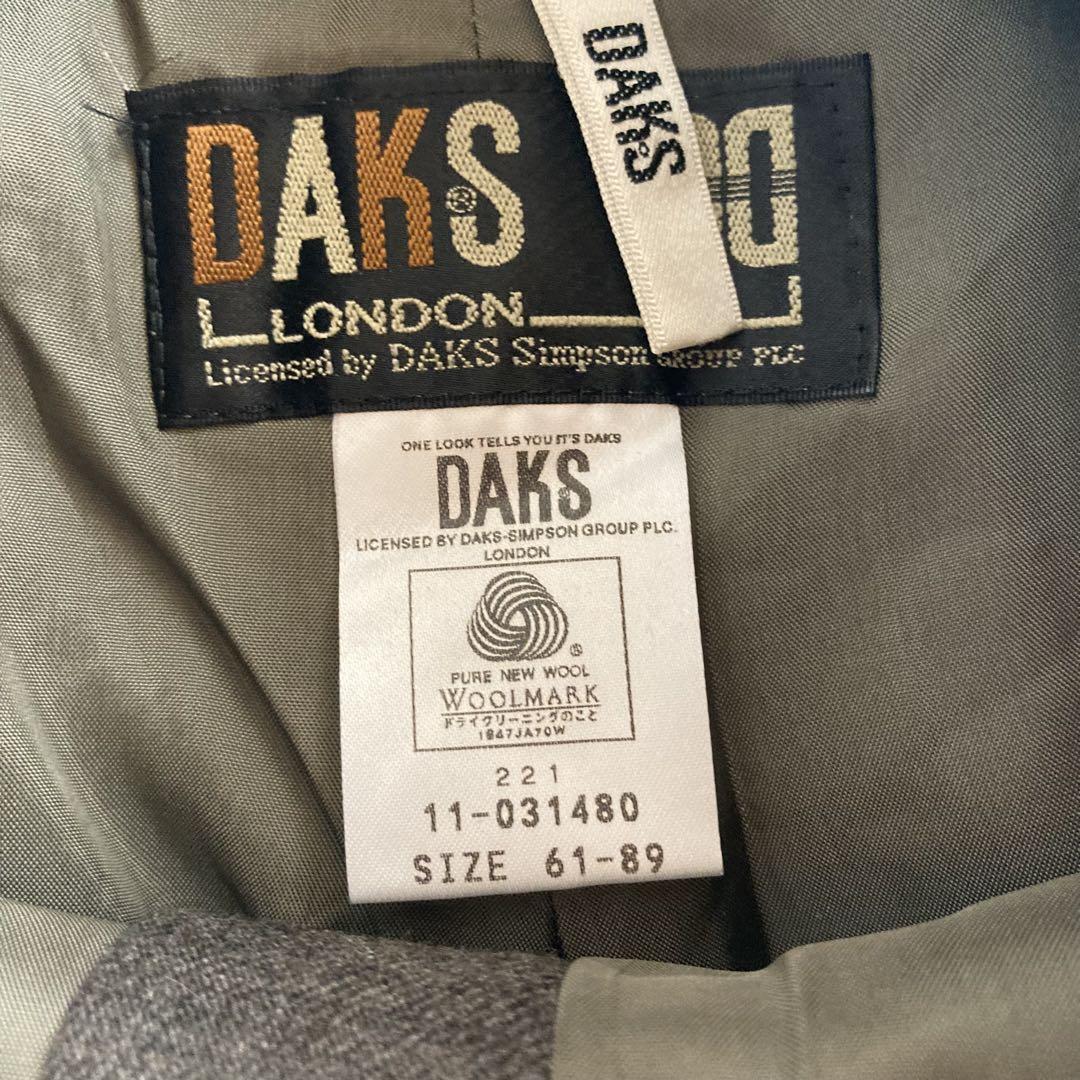 DAKS
DAK®S
LONDON
Licensed by DAKS Simpson GROUP PLC
ONE LOOK TELLS YOU IT'S DAKS
DAKS
LICENSED BY DAKS-SIMPSON GROUP PLC.
LONDON
®
PURE NEW WOOL
WOOLMARK
ドライクリーニングのこと
1947JA70W
221
11-031480
SIZE 61-89